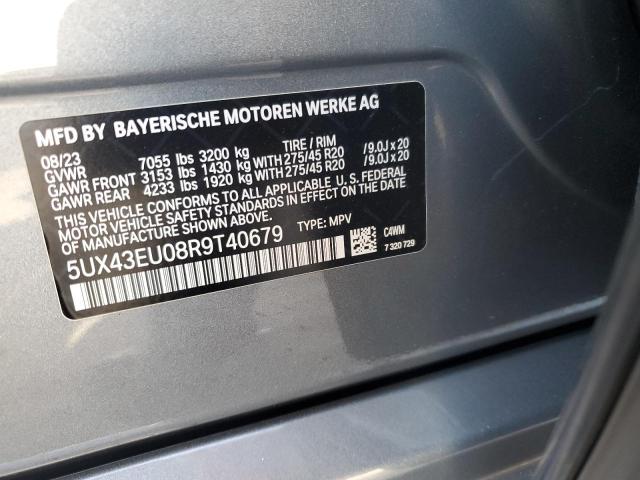 MFD BY BAYERISCHE MOTOREN WERKE AG
08/23 TIRE / RIM
GVWR 7055 lbs 3200 kg
GAWR FRONT 3153 lbs 1430 kg WITH 275/45 R20 /9.0J x 20
GAWR REAR 4233 lbs 1920 kg WITH 275/45 R20 /9.0J x 20
THIS VEHICLE CONFORMS TO ALL APPLICABLE U.S. FEDERAL
MOTOR VEHICLE SAFETY STANDARDS IN EFFECT ON THE DATE OF
MANUFACTURE SHOWN ABOVE.
5UX43EU08R9T40679 TYPE: MPV
C4WM
7 320 729